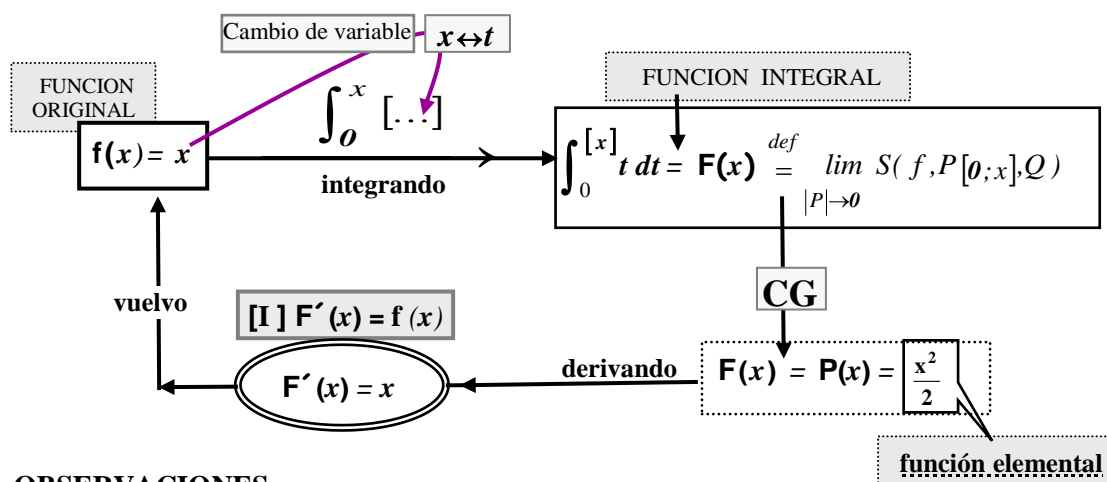 Cambio de variable
x↔t
FUNCION
ORIGINAL
FUNCION INTEGRAL
∫₀ˣ [...]
f(x)= x
integrando
∫₀^[x] t dt = F(x) =^def lim_{|P|→0} S( f ,P[0;x],Q )
CG
vuelvo
[I ] F´(x) = f (x)
F´(x) = x
derivando
F(x) = P(x) = x²/2
función elemental
OBSERVACIONES